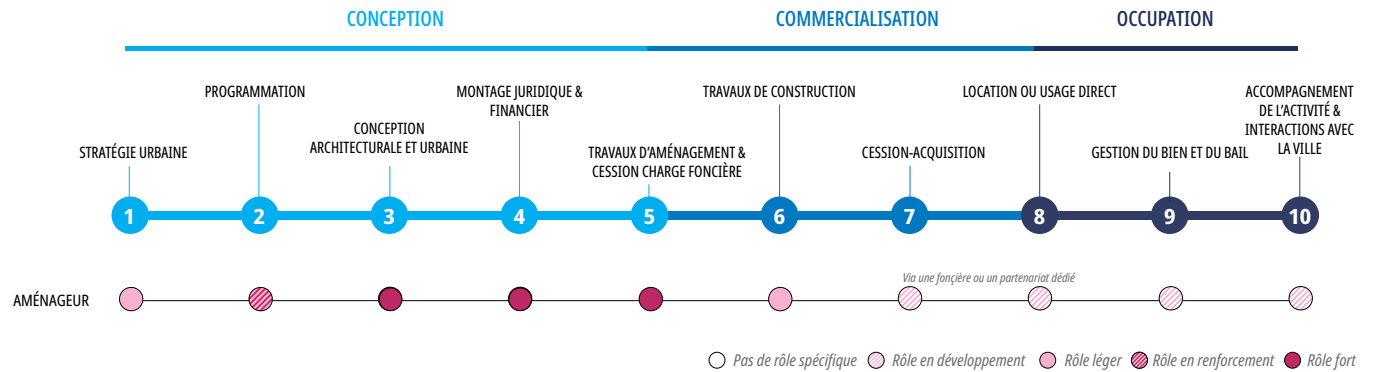 CONCEPTION
COMMERCIALISATION
OCCUPATION
STRATÉGIE URBAINE
PROGRAMMATION
CONCEPTION
ARCHITECTURALE ET URBAINE
MONTAGE JURIDIQUE &
FINANCIER
TRAVAUX D'AMÉNAGEMENT &
CESSION CHARGE FONCIÈRE
TRAVAUX DE CONSTRUCTION
CESSION-ACQUISITION
LOCATION OU USAGE DIRECT
GESTION DU BIEN ET DU BAIL
ACCOMPAGNEMENT
DE L'ACTIVITÉ &
INTERACTIONS AVEC
LA VILLE
1
2
3
4
5
6
7
8
9
10
AMÉNAGEUR
Via une fonçière ou un partenariat dédié
Pas de rôle spécifique
Rôle en développement
Rôle léger
Rôle en renforcement
Rôle fort